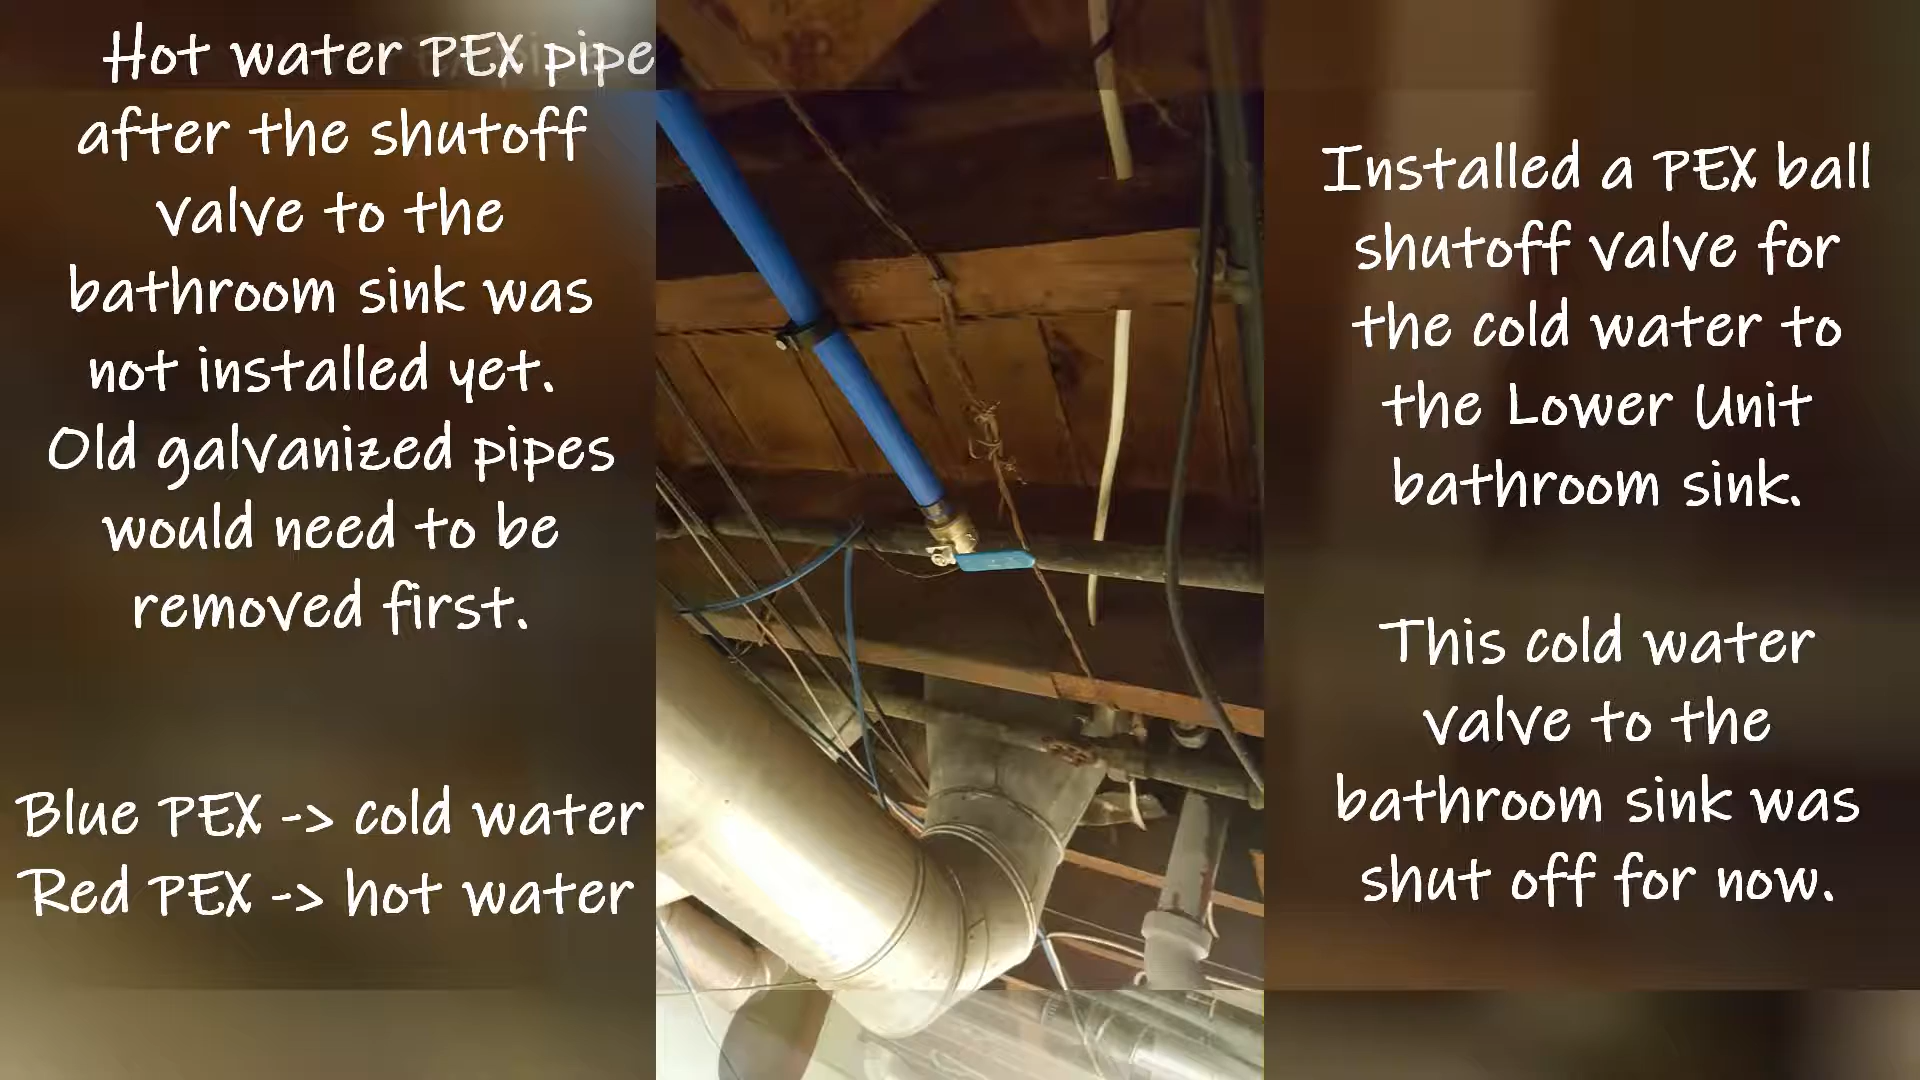 Hot water PEX pipe
after the shutoff
valve to the
bathroom sink was
not installed yet.
Old galvanized pipes
would need to be
removed first.
Blue PEX -> cold water
Red PEX -> hot water
Installed a PEX ball
shutoff valve for
the cold water to
the Lower Unit
bathroom sink.
This cold water
valve to the
bathroom sink was
shut off for now.